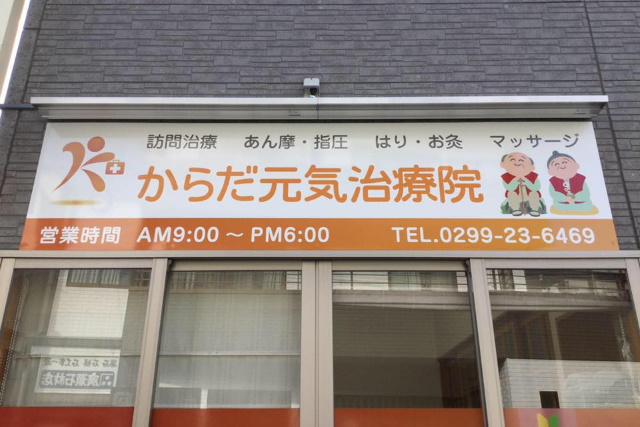 訪問治療　あん摩・指圧　はり・お灸　マッサージ
からだ元気治療院
営業時間　AM9:00 ～ PM6:00　TEL.0299-23-6469